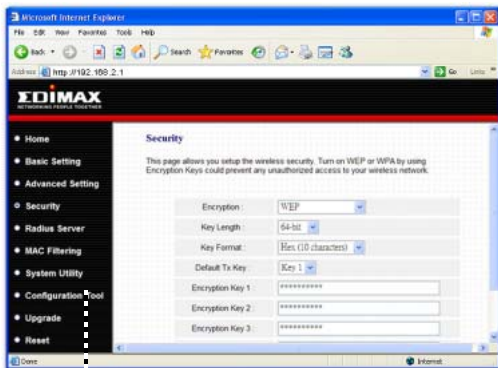 Microsoft Internet Explorer
File Edit View Favorites Tools Help
Back Search Favorites
Address http://192.168.2.1 Go Links »
EDIMAX
NETWORKING PEOPLE TOGETHER
Home
Basic Setting
Advanced Setting
Security
Radius Server
MAC Filtering
System Utility
Configuration Tool
Upgrade
Reset
Security
This page allows you setup the wireless security. Turn on WEP or WPA by using
Encryption Keys could prevent any unauthorized access to your wireless network.
Encryption : WEP
Key Length : 64-bit
Key Format : Hex (10 characters)
Default Tx Key : Key 1
Encryption Key 1 : **********
Encryption Key 2 : **********
Encryption Key 3 : **********
Done Internet